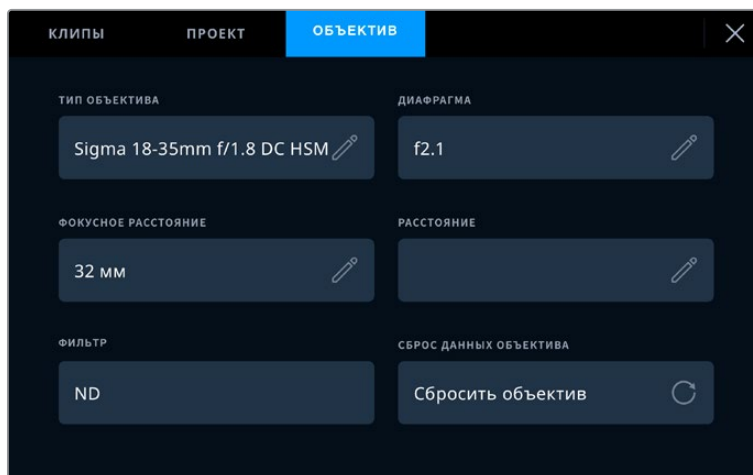 КЛИПЫ ПРОЕКТ ОБЪЕКТИВ
ТИП ОБЪЕКТИВА ДИАФРАГМА
Sigma 18-35mm f/1.8 DC HSM f2.1
ФОКУСНОЕ РАССТОЯНИЕ РАССТОЯНИЕ
32 мм
ФИЛЬТР СБРОС ДАННЫХ ОБЪЕКТИВА
ND Сбросить объектив